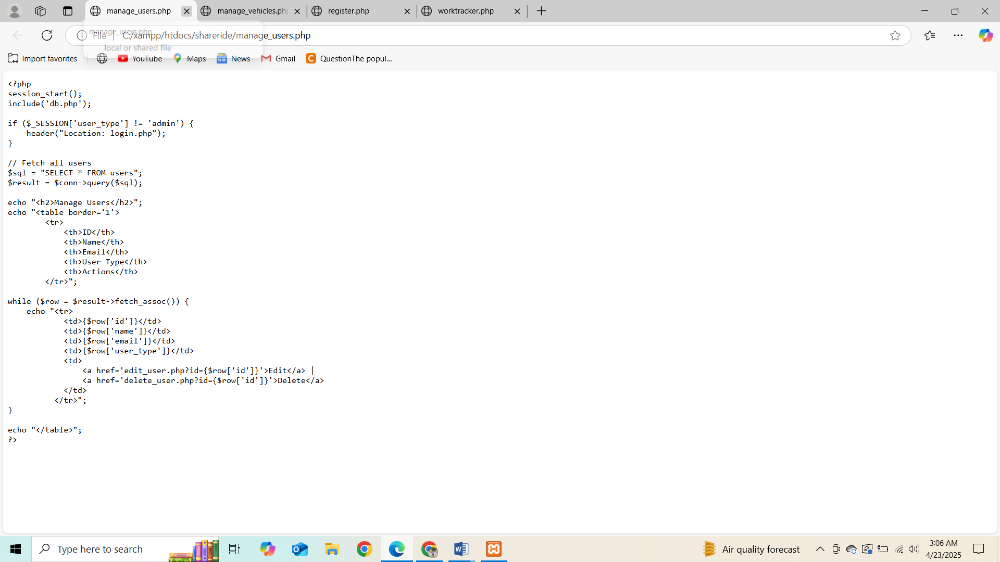 manage_users.php
manage_vehicles.php
register.php
worktracker.php
manage_users.php
File | C:/xampp/htdocs/shareride/manage_users.php
local or shared file
Import favorites
YouTube
Maps
News
Gmail
QuestionThe popul...
<?php
session_start();
include('db.php');
if ($_SESSION['user_type'] != 'admin') {
    header("Location: login.php");
}
// Fetch all users
$sql = "SELECT * FROM users";
$result = $conn->query($sql);
echo "<h2>Manage Users</h2>";
echo "<table border='1'>
        <tr>
            <th>ID</th>
            <th>Name</th>
            <th>Email</th>
            <th>User Type</th>
            <th>Actions</th>
        </tr>";
while ($row = $result->fetch_assoc()) {
    echo "<tr>
            <td>{$row['id']}</td>
            <td>{$row['name']}</td>
            <td>{$row['email']}</td>
            <td>{$row['user_type']}</td>
            <td>
                <a href='edit_user.php?id={$row['id']}'>Edit</a> |
                <a href='delete_user.php?id={$row['id']}'>Delete</a>
            </td>
          </tr>";
}
echo "</table>";
?>
Type here to search
Air quality forecast
3:06 AM
4/23/2025